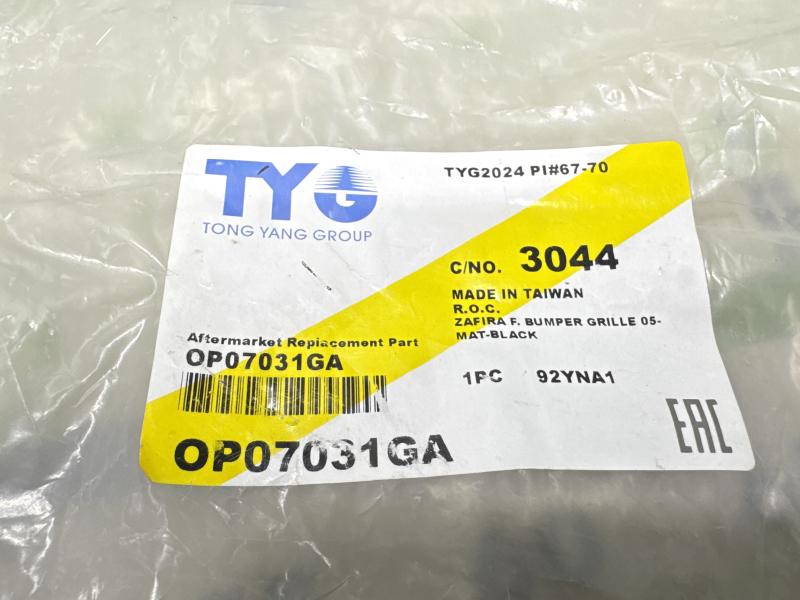 TYG
TONG YANG GROUP
TYG2024 PI#67-70
C/NO. 3044
MADE IN TAIWAN
R.O.C.
ZAFIRA F. BUMPER GRILLE 05-
MAT-BLACK
Aftermarket Replacement Part
OP07031GA
1PC 92YNA1
OP07031GA
EAC